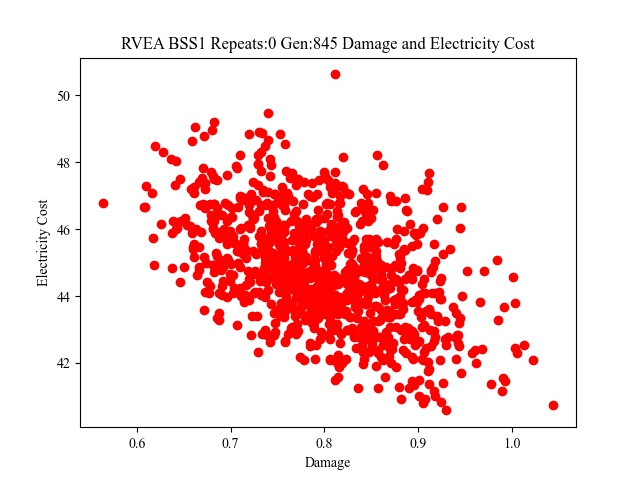 RVEA BSS1 Repeats:0 Gen:845 Damage and Electricity Cost
50
48
46
44
42
Electricity Cost
0.6 0.7 0.8 0.9 1.0
Damage